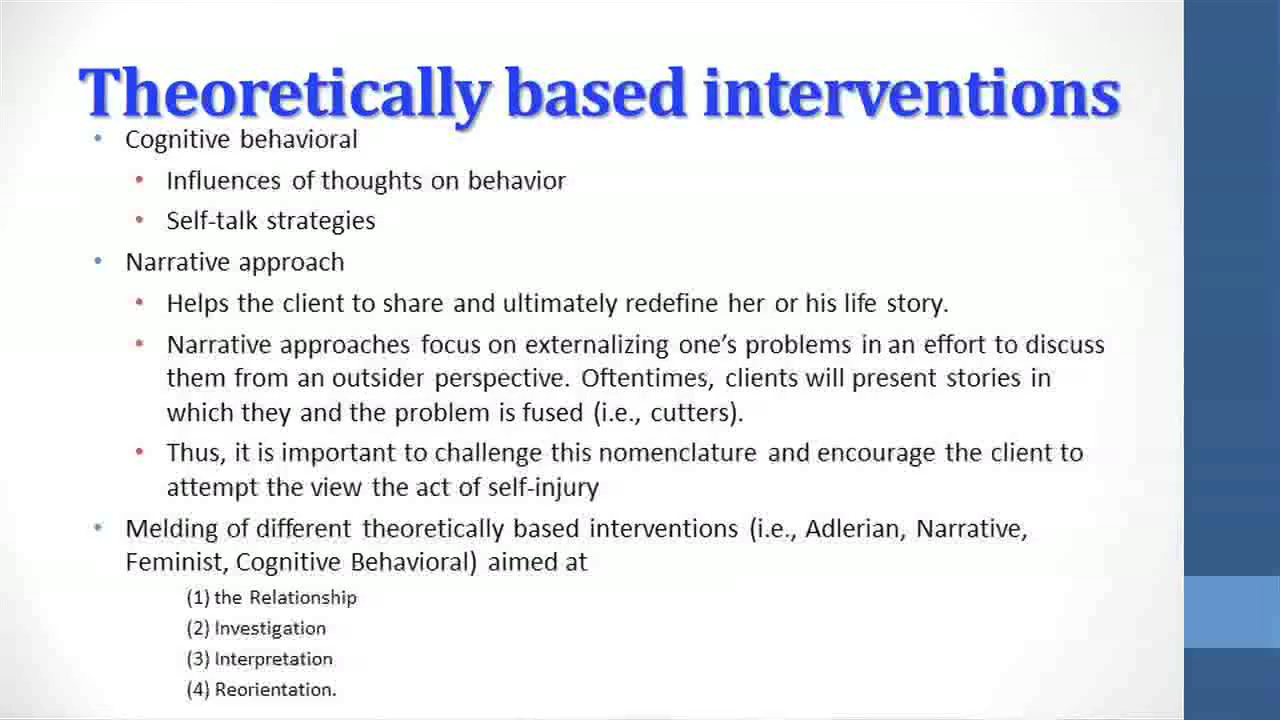 Theoretically based interventions
• Cognitive behavioral
• Influences of thoughts on behavior
• Self-talk strategies
• Narrative approach
• Helps the client to share and ultimately redefine her or his life story.
• Narrative approaches focus on externalizing one’s problems in an effort to discuss
them from an outsider perspective. Oftentimes, clients will present stories in
which they and the problem is fused (i.e., cutters).
• Thus, it is important to challenge this nomenclature and encourage the client to
attempt the view the act of self-injury
• Melding of different theoretically based interventions (i.e., Adlerian, Narrative,
Feminist, Cognitive Behavioral) aimed at
(1) the Relationship
(2) Investigation
(3) Interpretation
(4) Reorientation.